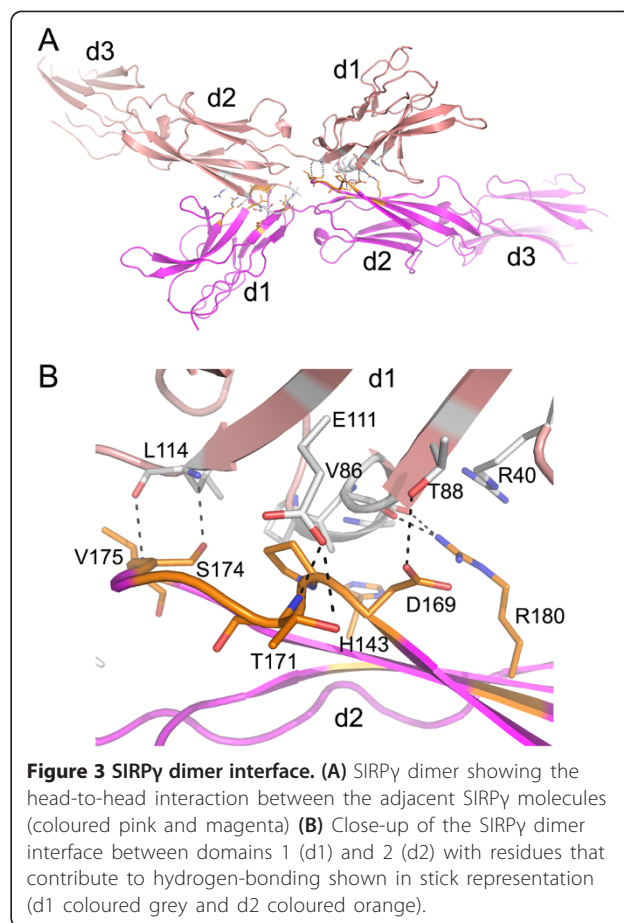 A
d3
d2
d1
d1
d2
d3
B
d1
E111
L114
V86
T88
R40
V175
S174
D169
R180
H143
T171
d2
Figure 3 SIRPγ dimer interface. (A) SIRPγ dimer showing the
head-to-head interaction between the adjacent SIRPγ molecules
(coloured pink and magenta) (B) Close-up of the SIRPγ dimer
interface between domains 1 (d1) and 2 (d2) with residues that
contribute to hydrogen-bonding shown in stick representation
(d1 coloured grey and d2 coloured orange).